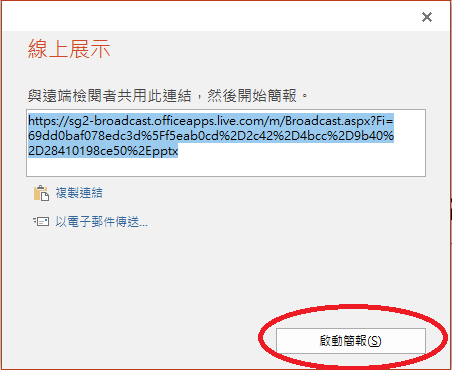 線上展示
與遠端檢閱者共用此連結，然後開始簡報。
https://sg2-broadcast.officeapps.live.com/m/Broadcast.aspx?Fi=
69dd0baf078edc3d%5Ff5eab0cd%2D2c42%2D4bcc%2D9b40%
2D28410198ce50%2Epptx
複製連結
以電子郵件傳送...
啟動簡報(S)